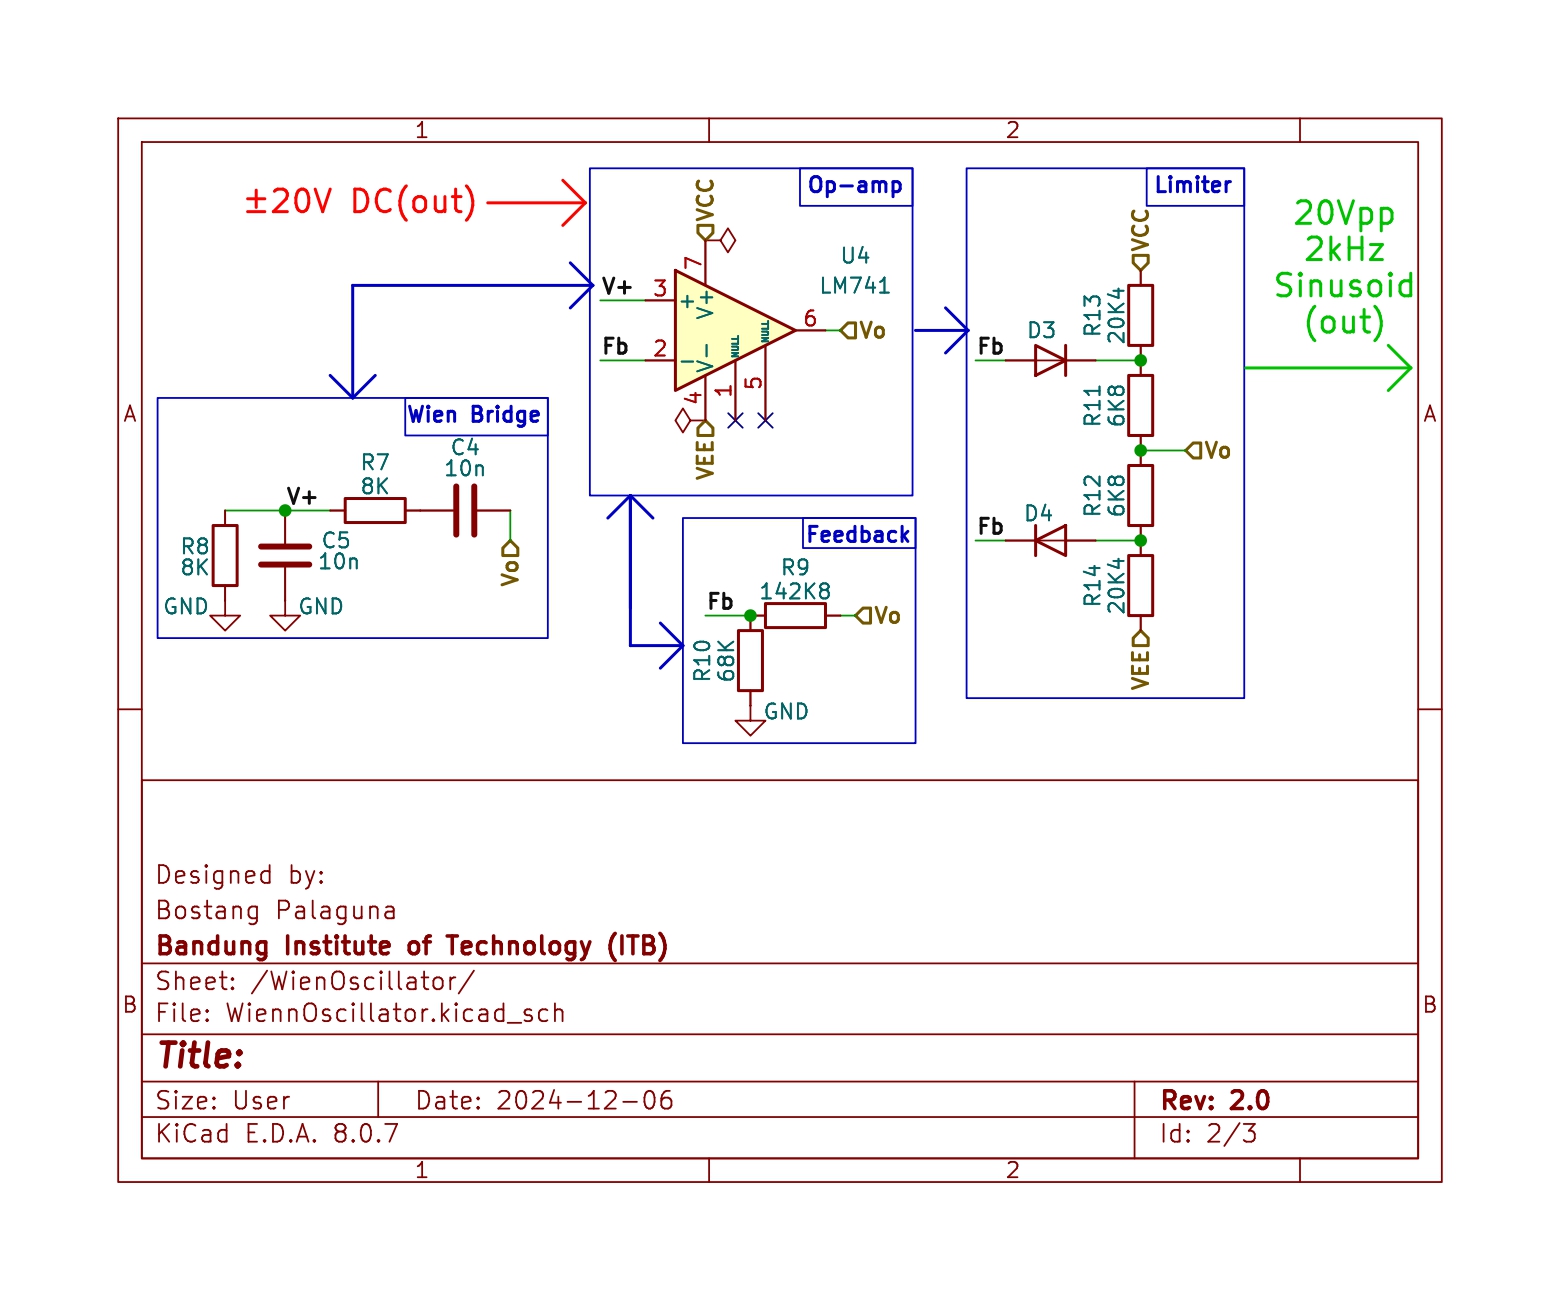 1
2
±20V DC(out)
Op-amp
VCC
7
U4
LM741
V+
3
+
V+
NULL
NULL
6
Vo
Fb
2
-
V-
4
1
5
VEE
Limiter
VCC
R13
20K4
D3
Fb
R11
6K8
Vo
R12
6K8
D4
Fb
R14
20K4
VEE
20Vpp
2kHz
Sinusoid
(out)
A
A
Wien Bridge
C4
10n
R7
8K
V+
R8
8K
C5
10n
Vo
GND
GND
Feedback
R9
142K8
Fb
Vo
R10
68K
GND
Designed by:
Bostang Palaguna
Bandung Institute of Technology (ITB)
Sheet: /WienOscillator/
File: WiennOscillator.kicad_sch
B
B
Title:
Size: User
Date: 2024-12-06
Rev: 2.0
KiCad E.D.A. 8.0.7
Id: 2/3
1
2